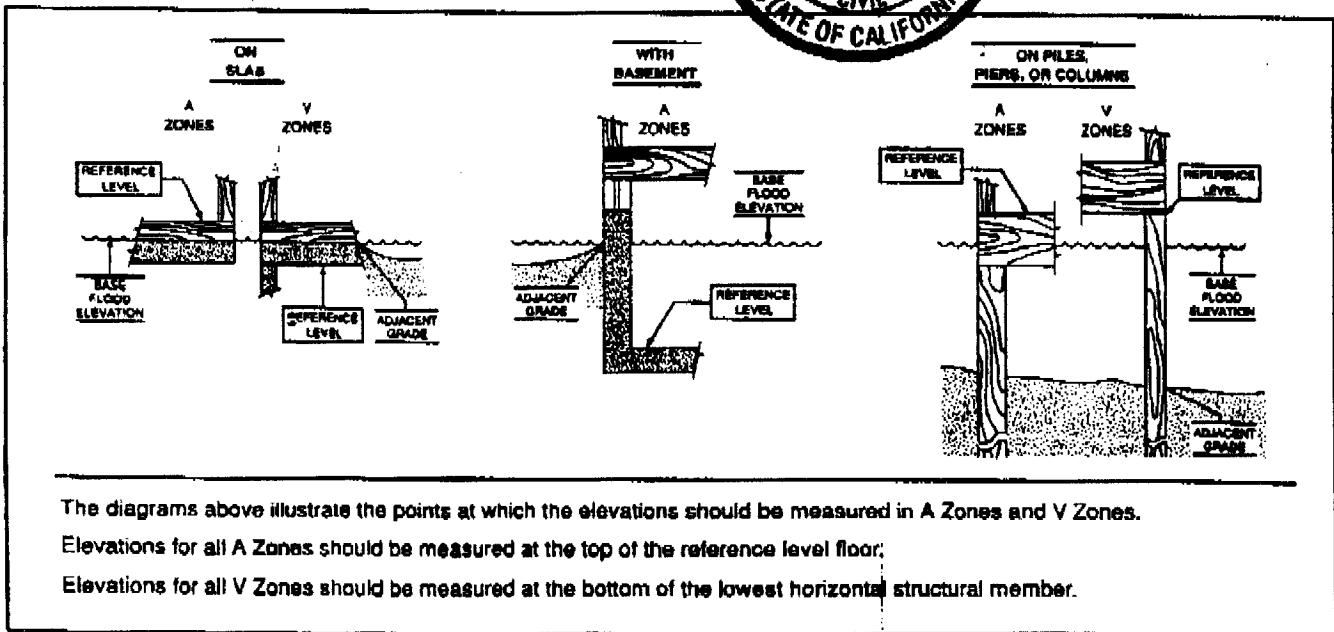 CIVIL
STATE OF CALIFORNIA
ON
SLAB
A
ZONES
V
ZONES
REFERENCE
LEVEL
BASE
FLOOD
ELEVATION
REFERENCE
LEVEL
ADJACENT
GRADE
WITH
BASEMENT
A
ZONES
BASE
FLOOD
ELEVATION
ADJACENT
GRADE
REFERENCE
LEVEL
ON PILES,
PIERS, OR COLUMNS
A
ZONES
V
ZONES
REFERENCE
LEVEL
REFERENCE
LEVEL
BASE
FLOOD
ELEVATION
ADJACENT
GRADE
The diagrams above illustrate the points at which the elevations should be measured in A Zones and V Zones.
Elevations for all A Zones should be measured at the top of the reference level floor.
Elevations for all V Zones should be measured at the bottom of the lowest horizontal structural member.